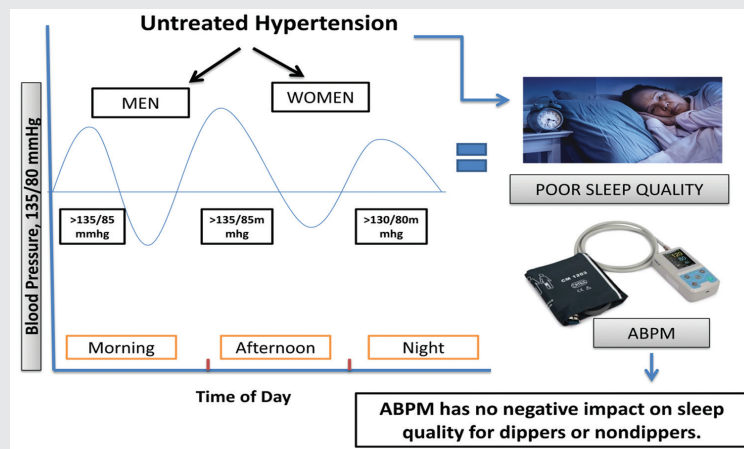 Untreated Hypertension
MEN
WOMEN
Blood Pressure, 135/80 mmHg
>135/85
mmhg
>135/85m
mhg
>130/80m
mhg
POOR SLEEP QUALITY
CM 1203
ABPM
Morning
Afternoon
Night
Time of Day
ABPM has no negative impact on sleep
quality for dippers or nondippers.